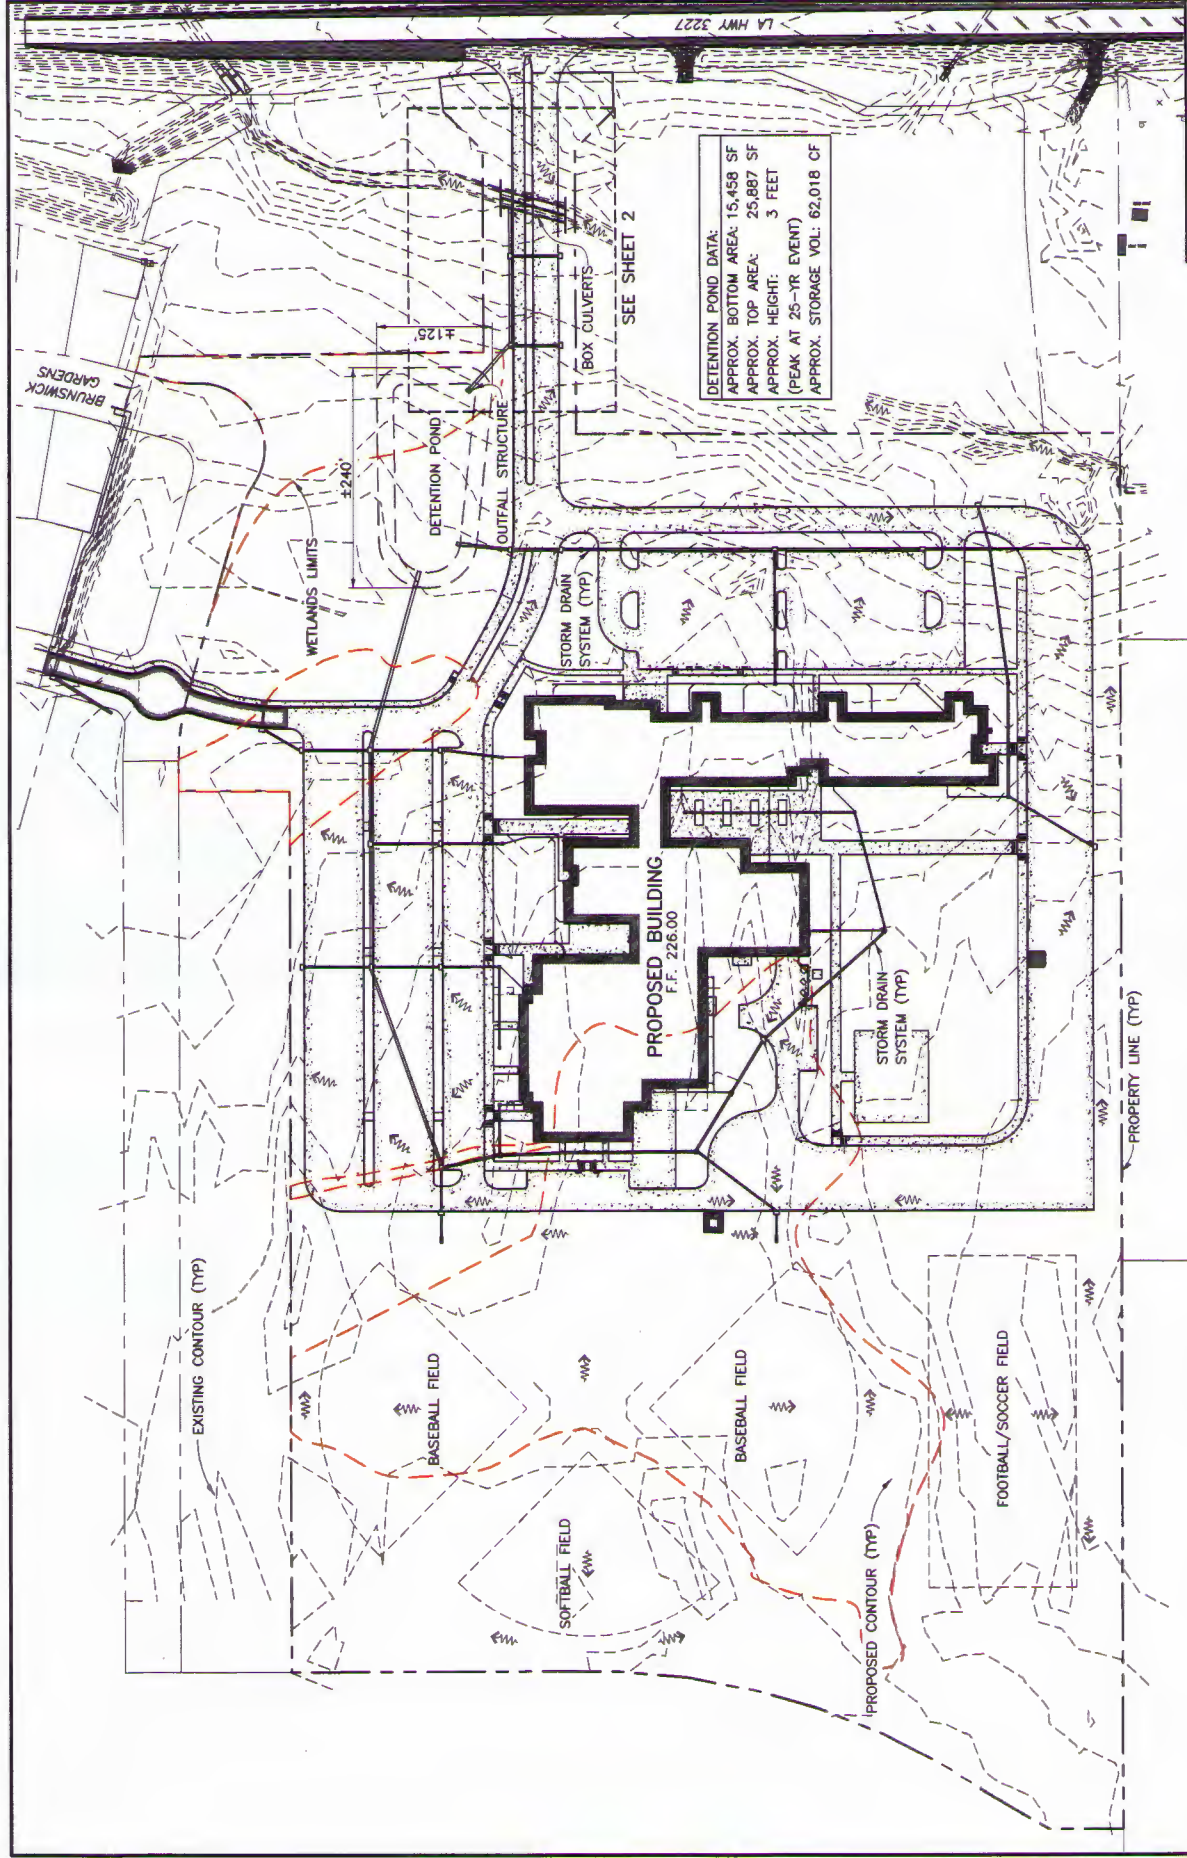 LA HWY 3227
BRUNSWICK
GARDENS
±240'
±125'
WETLANDS LIMITS
DETENTION POND
OUTFALL STRUCTURE
BOX CULVERTS
SEE SHEET 2
DETENTION POND DATA:
APPROX. BOTTOM AREA: 15,458 SF
APPROX. TOP AREA: 25,887 SF
APPROX. HEIGHT: 3 FEET
(PEAK AT 25-YR EVENT)
APPROX. STORAGE VOL: 62,018 CF
STORM DRAIN
SYSTEM (TYP)
PROPOSED BUILDING
F.F. 226.00
STORM DRAIN
SYSTEM (TYP)
PROPERTY LINE (TYP)
EXISTING CONTOUR (TYP)
BASEBALL FIELD
BASEBALL FIELD
SOFTBALL FIELD
FOOTBALL/SOCCER FIELD
PROPOSED CONTOUR (TYP)